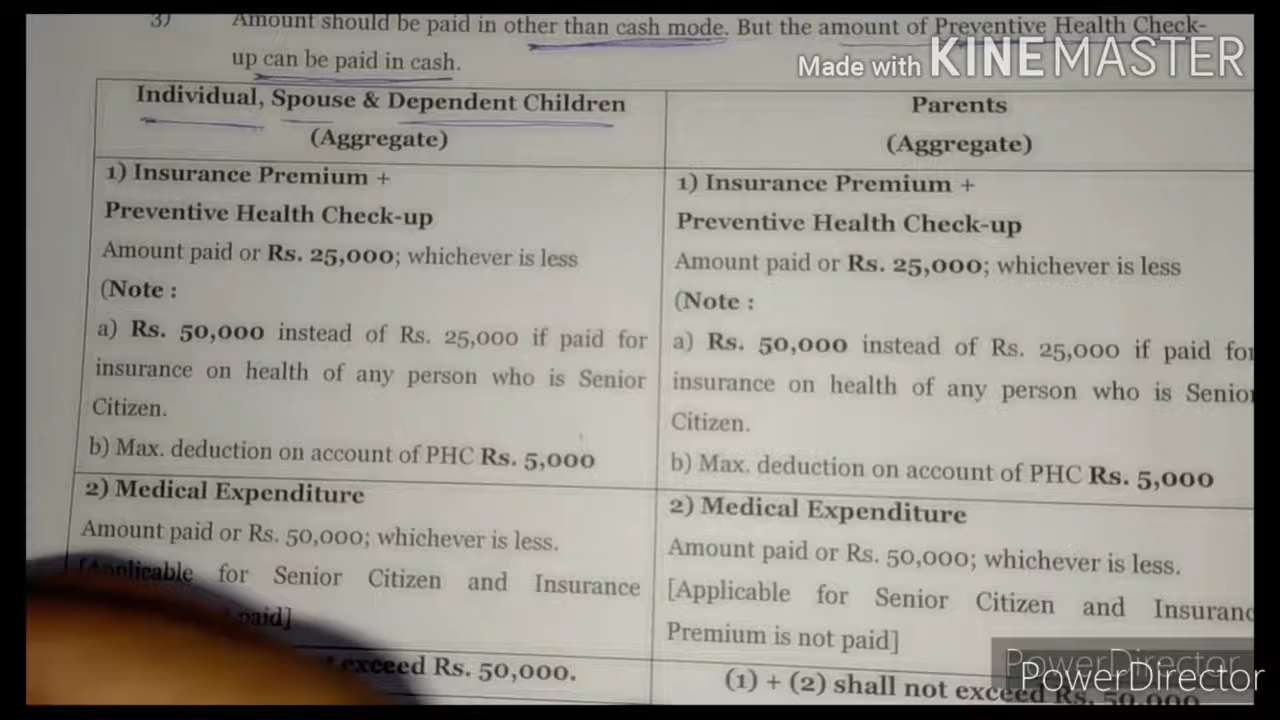 3) Amount should be paid in other than cash mode. But the amount of Preventive Health Check-
up can be paid in cash.
Made with KINEMASTER
Individual, Spouse & Dependent Children
(Aggregate)
1) Insurance Premium +
Preventive Health Check-up
Amount paid or Rs. 25,000; whichever is less
(Note :
a) Rs. 50,000 instead of Rs. 25,000 if paid for
insurance on health of any person who is Senior
Citizen.
b) Max. deduction on account of PHC Rs. 5,000
2) Medical Expenditure
Amount paid or Rs. 50,000; whichever is less.
[Applicable for Senior Citizen and Insurance
paid]
exceed Rs. 50,000.
Parents
(Aggregate)
1) Insurance Premium +
Preventive Health Check-up
Amount paid or Rs. 25,000; whichever is less
(Note :
a) Rs. 50,000 instead of Rs. 25,000 if paid for
insurance on health of any person who is Senior
Citizen.
b) Max. deduction on account of PHC Rs. 5,000
2) Medical Expenditure
Amount paid or Rs. 50,000; whichever is less.
[Applicable for Senior Citizen and Insuranc
Premium is not paid]
(1) + (2) shall not exceed Rs. 50,000
PowerDirector
PowerDirector